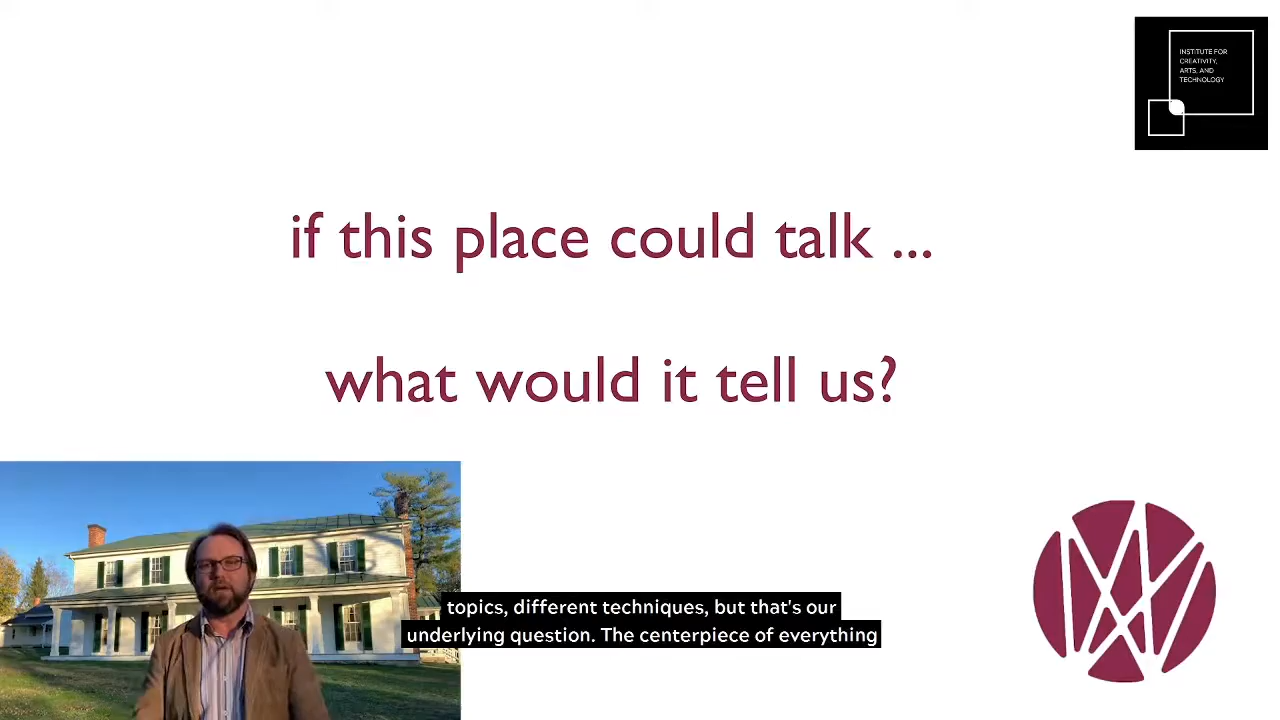 INSTITUTE FOR
CREATIVITY,
ARTS, AND
TECHNOLOGY
if this place could talk ...
what would it tell us?
topics, different techniques, but that's our
underlying question. The centerpiece of everything